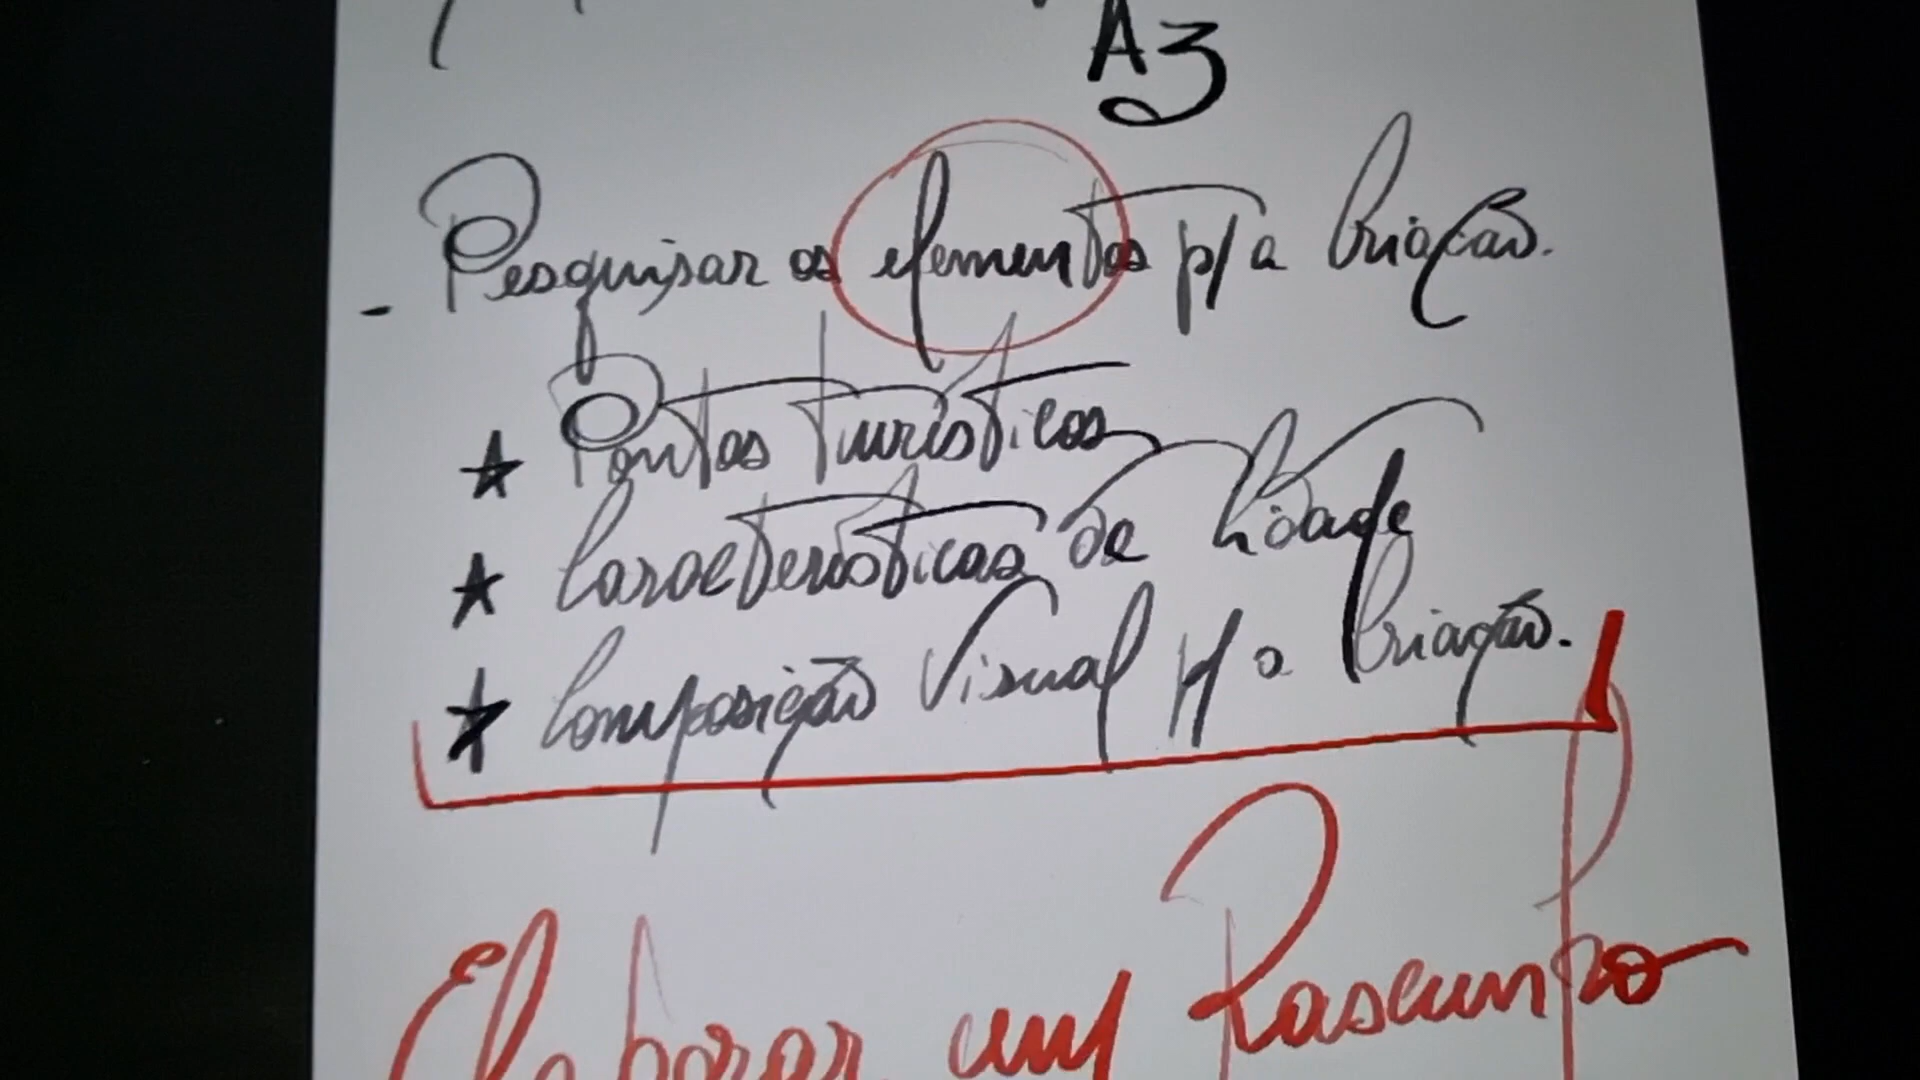 A3
- Pesquisar os elementos p/ a Criação.
★ Pontos Turísticos
★ Características da Cidade
★ Composição Visual p/ a Criação.
Elaborar um Rascunho